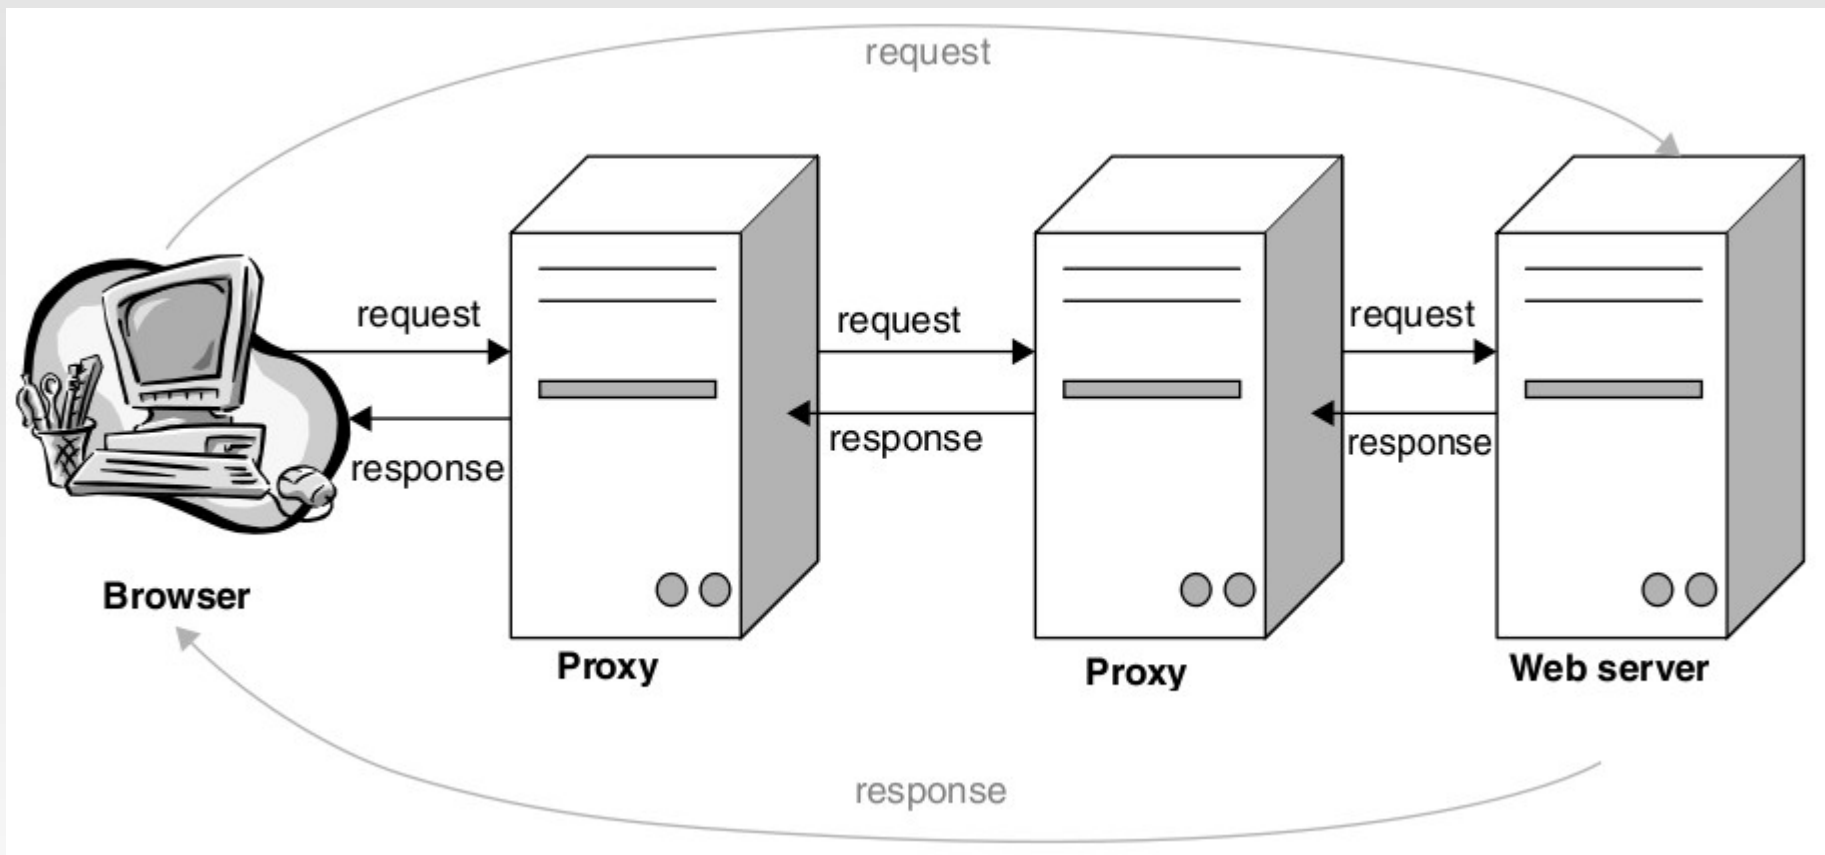 request
request
request
request
response
response
response
Browser
Proxy
Proxy
Web server
response